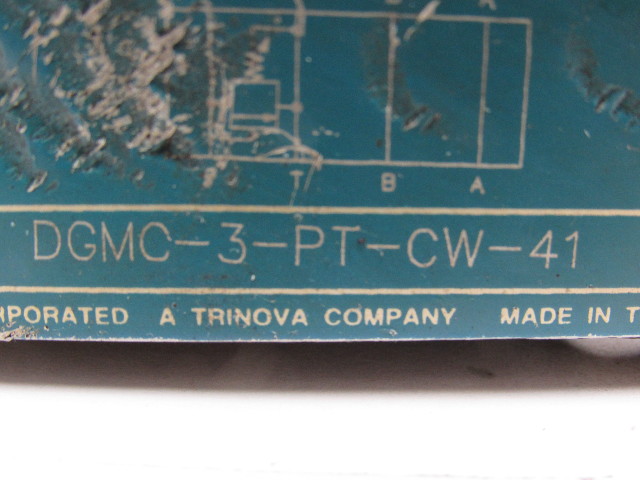 P T B A
DGMC-3-PT-CW-41
RPORATED A TRINOVA COMPANY MADE IN T